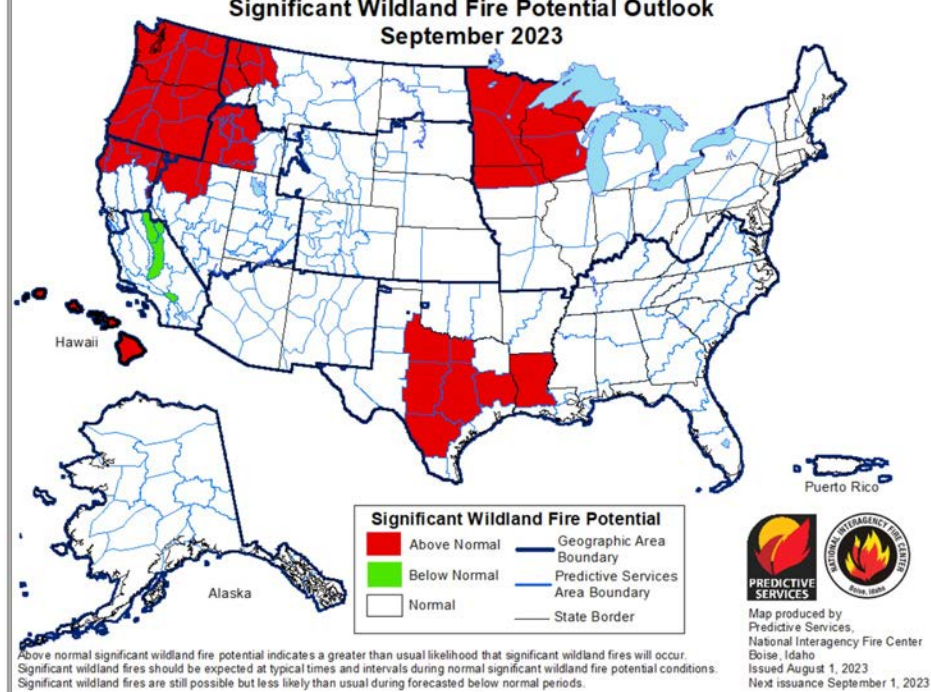 Significant Wildland Fire Potential Outlook
September 2023
Hawaii
Alaska
Puerto Rico
Significant Wildland Fire Potential
Above Normal
Below Normal
Normal
Geographic Area
Boundary
Predictive Services
Area Boundary
State Border
PREDICTIVE
SERVICES
NATIONAL INTERAGENCY FIRE CENTER
Boise, Idaho
Map produced by
Predictive Services,
National Interagency Fire Center
Boise, Idaho
Issued August 1, 2023
Next issuance September 1, 2023
Above normal significant wildland fire potential indicates a greater than usual likelihood that significant wildland fires will occur.
Significant wildland fires should be expected at typical times and intervals during normal significant wildland fire potential conditions.
Significant wildland fires are still possible but less likely than usual during forecasted below normal periods.